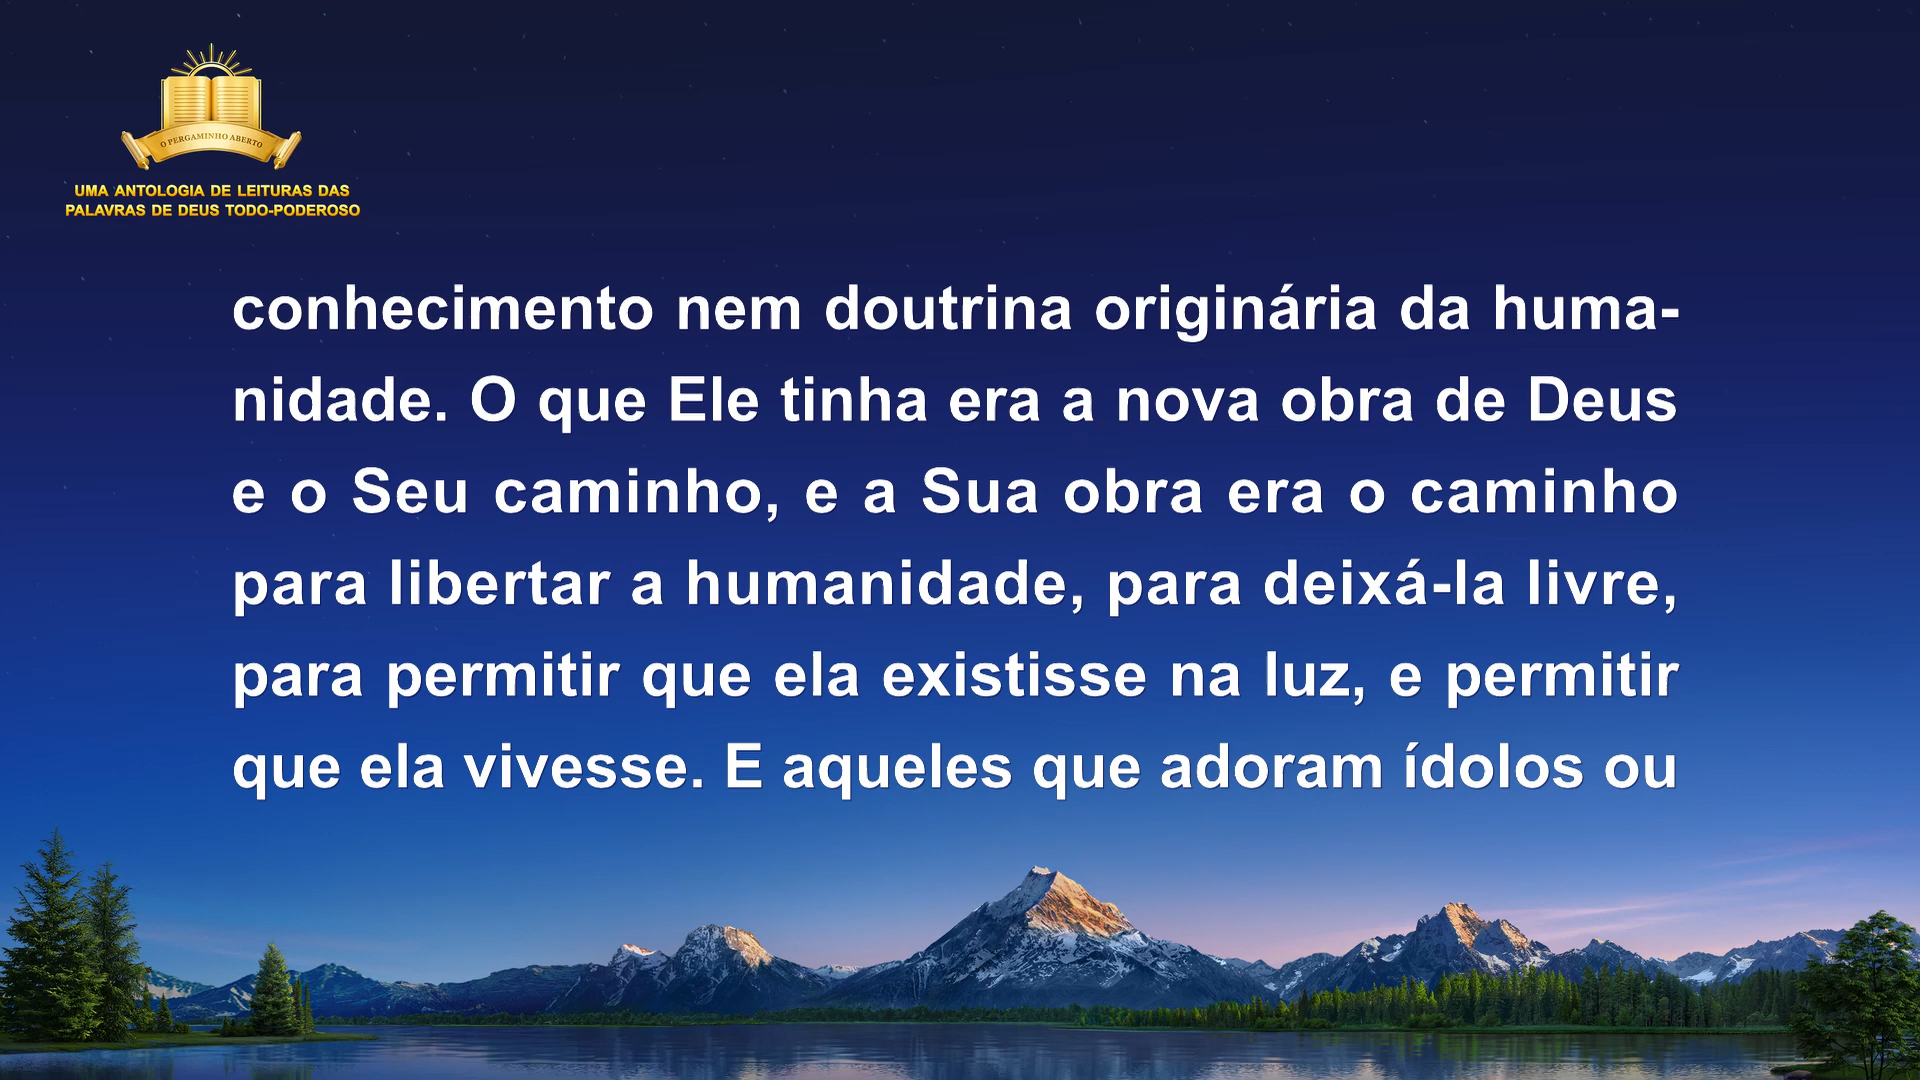 O PERGAMINHO ABERTO
UMA ANTOLOGIA DE LEITURAS DAS
PALAVRAS DE DEUS TODO-PODEROSO
conhecimento nem doutrina originária da huma-
nidade. O que Ele tinha era a nova obra de Deus
e o Seu caminho, e a Sua obra era o caminho
para libertar a humanidade, para deixá-la livre,
para permitir que ela existisse na luz, e permitir
que ela vivesse. E aqueles que adoram ídolos ou